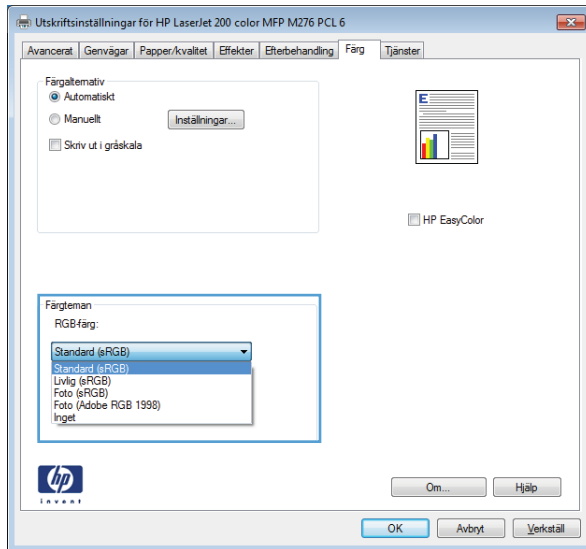 Utskriftsinställningar för HP LaserJet 200 color MFP M276 PCL 6
Avancerat Genvägar Papper/kvalitet Effekter Efterbehandling Färg Tjänster
Färgalternativ
Automatiskt
Manuellt Inställningar...
Skriv ut i gråskala
E
HP EasyColor
Färgteman
RGB-färg:
Standard (sRGB)
Standard (sRGB)
Livlig (sRGB)
Foto (sRGB)
Foto (Adobe RGB 1998)
Inget
hp
invent
Om... Hjälp
OK Avbryt Verkställ